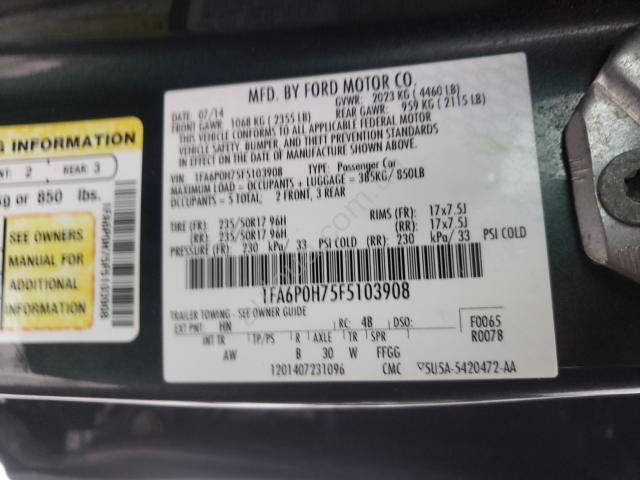 MFD. BY FORD MOTOR CO.
DATE: 07/14 GVWR: 2023 KG (4460 LB)
FRONT GAWR: 1068 KG (2355 LB) REAR GAWR: 959 KG (2115 LB)
THIS VEHICLE CONFORMS TO ALL APPLICABLE FEDERAL MOTOR
VEHICLE SAFETY, BUMPER, AND THEFT PREVENTION STANDARDS
IN EFFECT ON THE DATE OF MANUFACTURE SHOWN ABOVE.
VIN: 1FA6P0H75F5103908 TYPE: Passenger Car
MAXIMUM LOAD = OCCUPANTS + LUGGAGE = 385KG/850LB
OCCUPANTS = 5 TOTAL, 2 FRONT, 3 REAR
TIRE (FR): 235/50R17 96H RIMS (FR): 17x7.5J
(RR): 235/50R17 96H (RR): 17x7.5J
PRESSURE (FR) 230 kPa/ 33 PSI COLD (RR) 230 kPa/33 PSI COLD
1FA6P0H75F5103908
TRAILER TOWING - SEE OWNER GUIDE
EXT PNT: HN RC: 48 DSO: F0065
INT TR TP/PS R AXLE TR SPR R0078
AW B 30 W FFGG
1201407231096 CMC 5U5A-5420472-AA
G INFORMATION
NT: 2 REAR 3
kg or 850 lbs.
SEE OWNERS
MANUAL FOR
ADDITIONAL
INFORMATION
1FA6P0H75F5103908